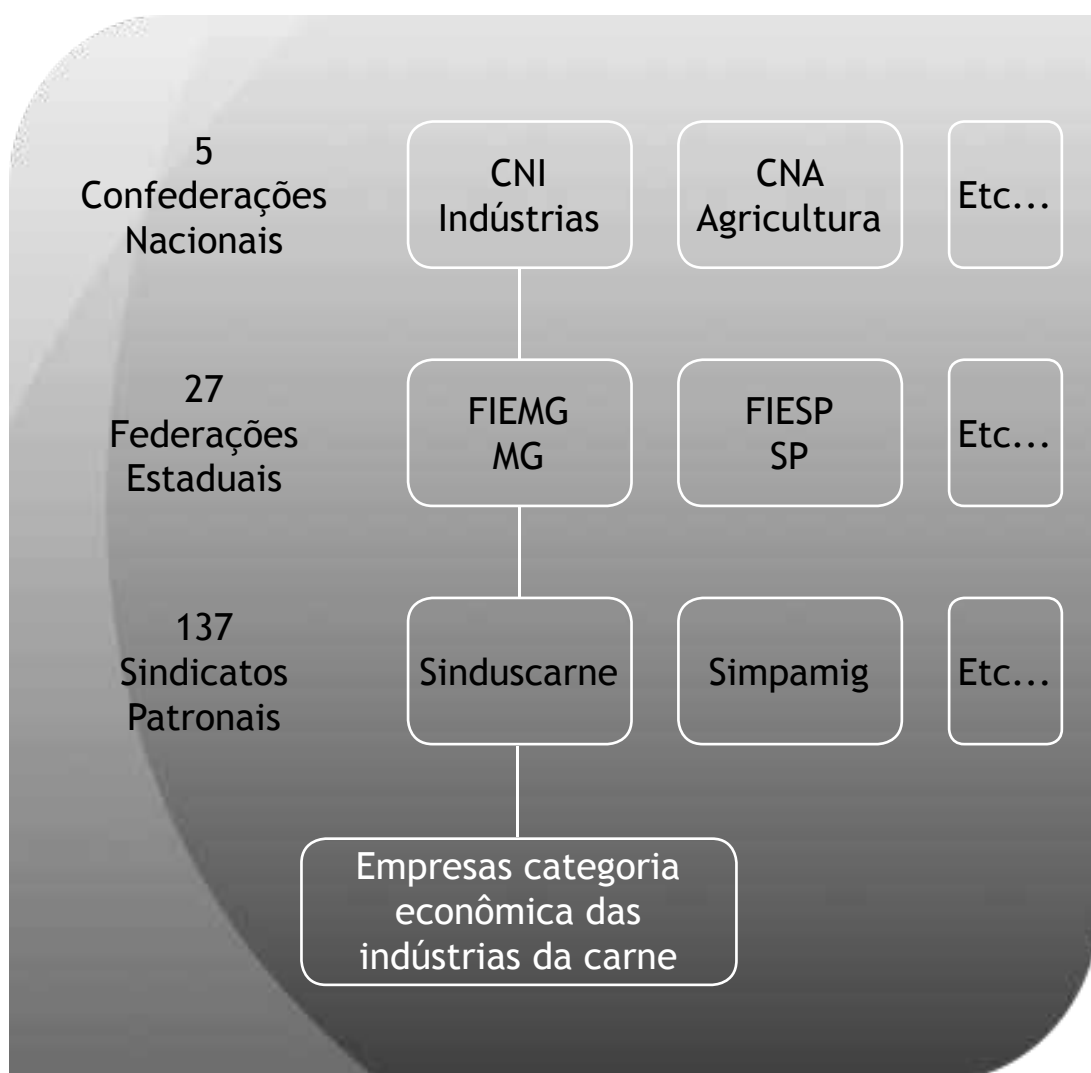 5
Confederações
Nacionais
CNI
Indústrias
CNA
Agricultura
Etc...
27
Federações
Estaduais
FIEMG
MG
FIESP
SP
Etc...
137
Sindicatos
Patronais
Sinduscarne
Simpamig
Etc...
Empresas categoria
econômica das
indústrias da carne